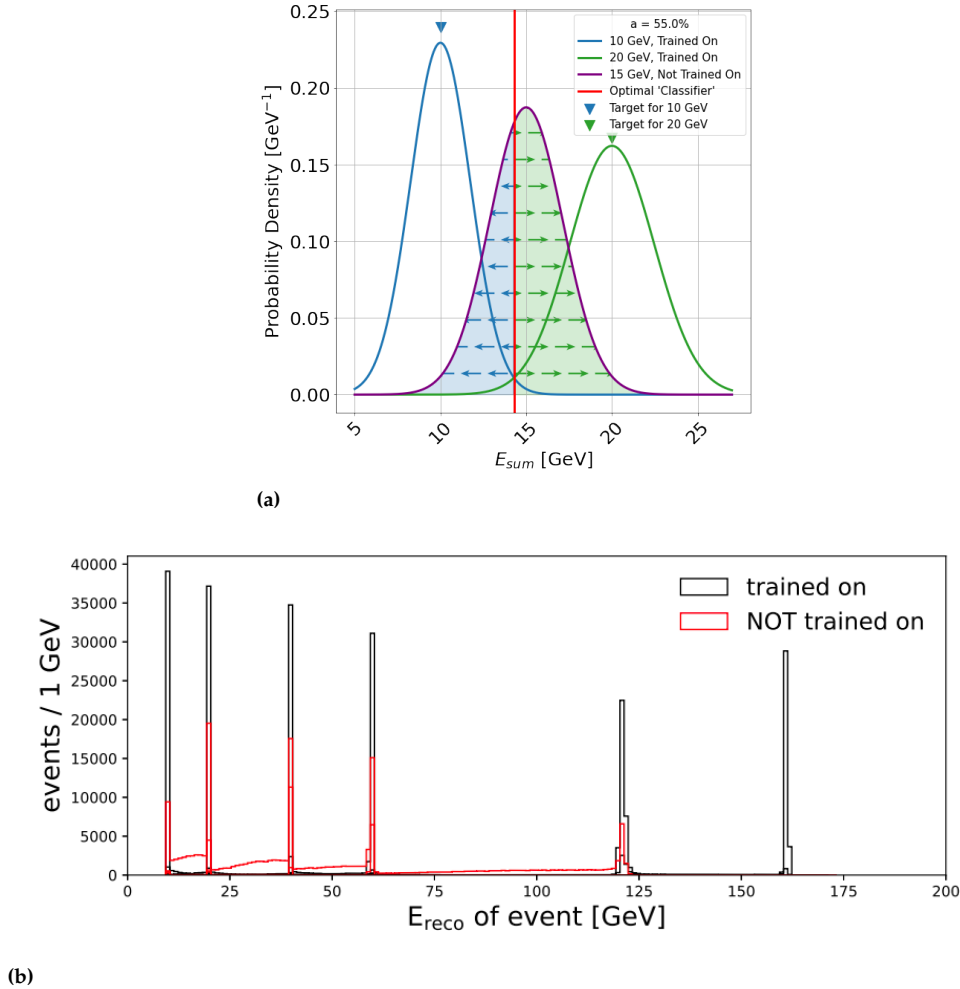 0.25
0.20
0.15
0.10
0.05
0.00
Probability Density [GeV⁻¹]
a = 55.0%
10 GeV, Trained On
20 GeV, Trained On
15 GeV, Not Trained On
Optimal 'Classifier'
Target for 10 GeV
Target for 20 GeV
5 10 15 20 25
E_sum [GeV]
(a)
40000
35000
30000
25000
20000
15000
10000
5000
0
events / 1 GeV
trained on
NOT trained on
0 25 50 75 100 125 150 175 200
E_reco of event [GeV]
(b)